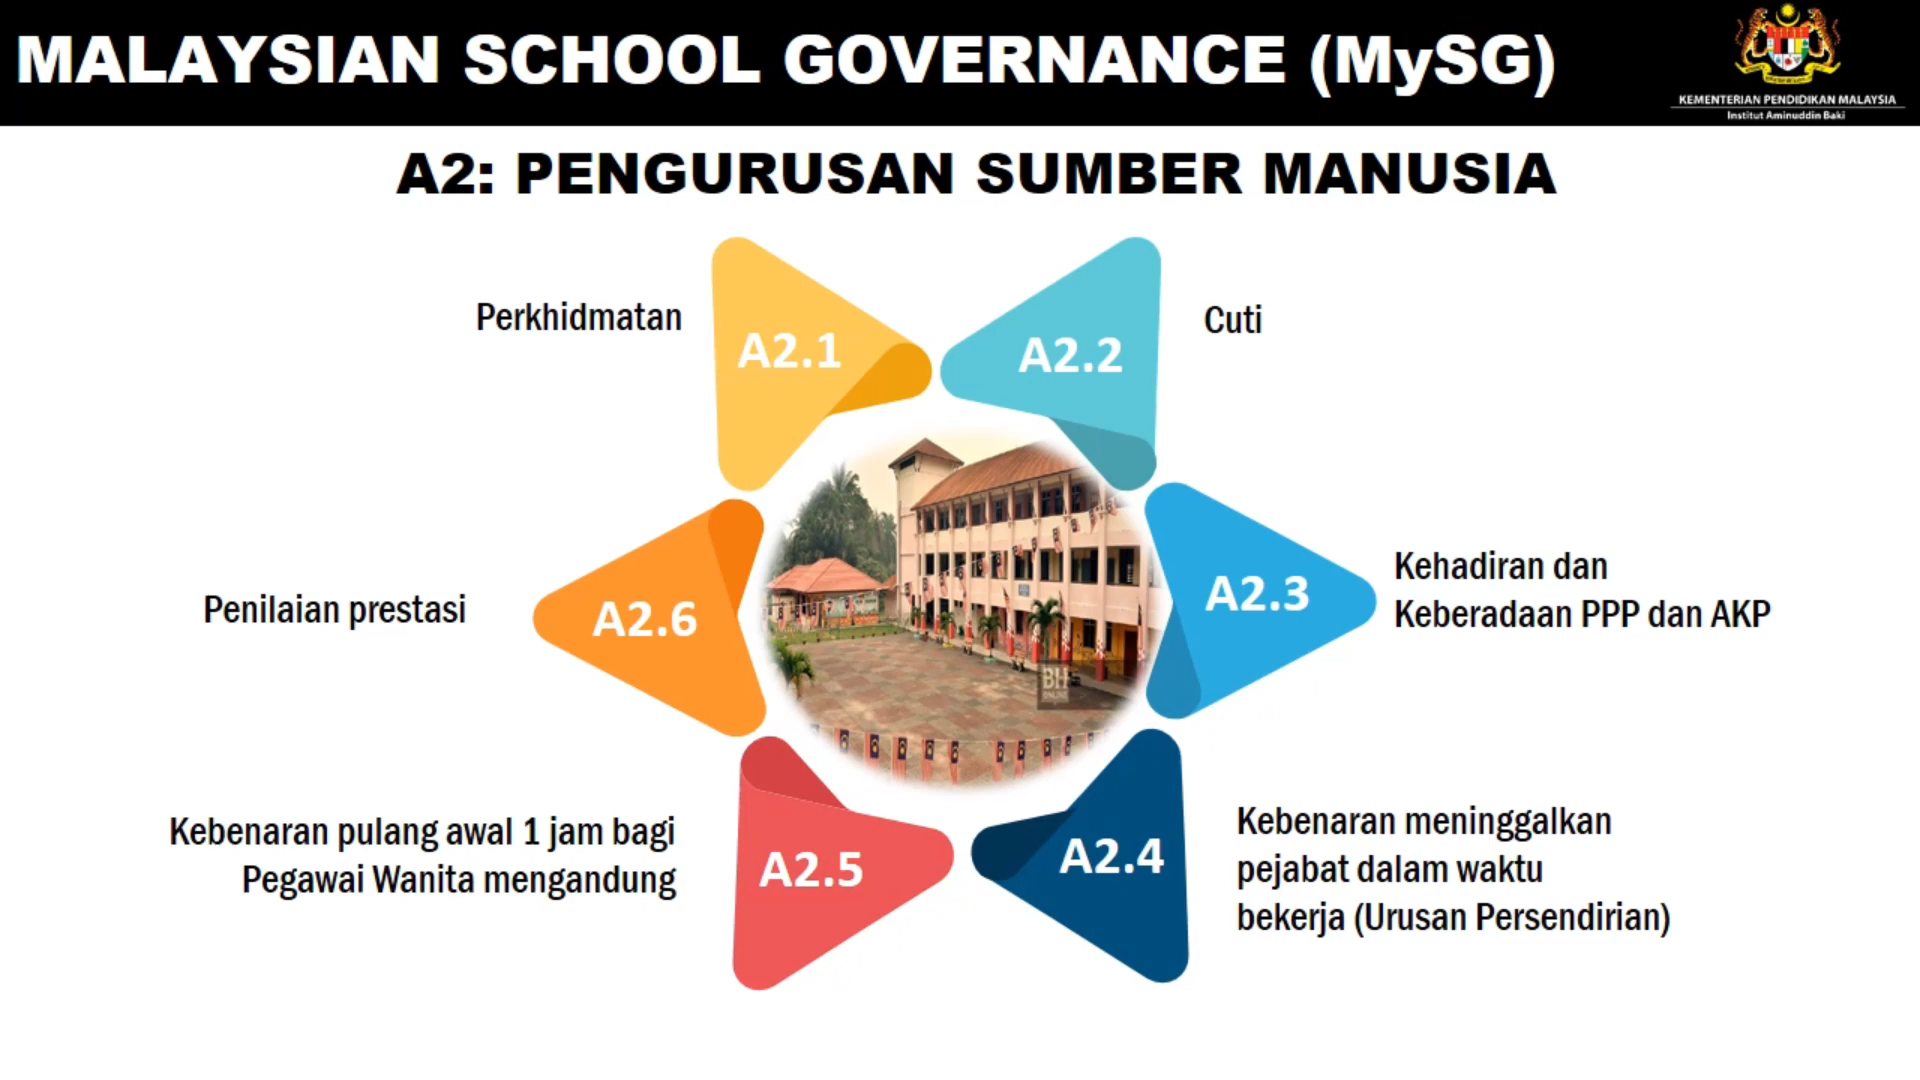 MALAYSIAN SCHOOL GOVERNANCE (MySG)
KEMENTERIAN PENDIDIKAN MALAYSIA
Institut Aminuddin Baki
A2: PENGURUSAN SUMBER MANUSIA
Perkhidmatan
A2.1
A2.2
Cuti
Penilaian prestasi
A2.6
A2.3
Kehadiran dan
Keberadaan PPP dan AKP
BH
ONLINE
Kebenaran pulang awal 1 jam bagi
Pegawai Wanita mengandung
A2.5
A2.4
Kebenaran meninggalkan
pejabat dalam waktu
bekerja (Urusan Persendirian)